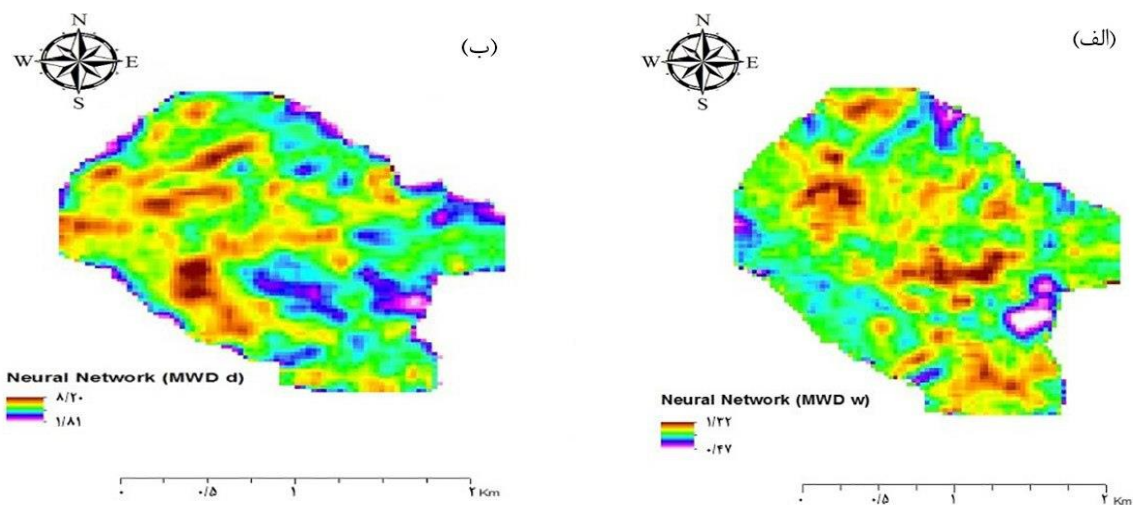 (الف)
N
W E
S
Neural Network (MWD w)
۱/۳۲
۰/۴۷
۰ ۰/۵ ۱ ۲ Km
(ب)
N
W E
S
Neural Network (MWD d)
۸/۲۰
۱/۸۱
۰ ۰/۵ ۱ ۲ Km